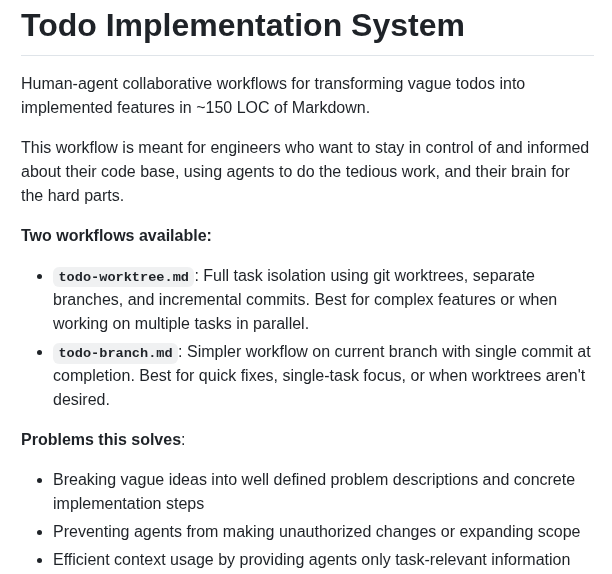 Todo Implementation System
Human-agent collaborative workflows for transforming vague todos into
implemented features in ~150 LOC of Markdown.
This workflow is meant for engineers who want to stay in control of and informed
about their code base, using agents to do the tedious work, and their brain for
the hard parts.
Two workflows available:
• todo-worktree.md: Full task isolation using git worktrees, separate
branches, and incremental commits. Best for complex features or when
working on multiple tasks in parallel.
• todo-branch.md: Simpler workflow on current branch with single commit at
completion. Best for quick fixes, single-task focus, or when worktrees aren't
desired.
Problems this solves:
• Breaking vague ideas into well defined problem descriptions and concrete
implementation steps
• Preventing agents from making unauthorized changes or expanding scope
• Efficient context usage by providing agents only task-relevant information